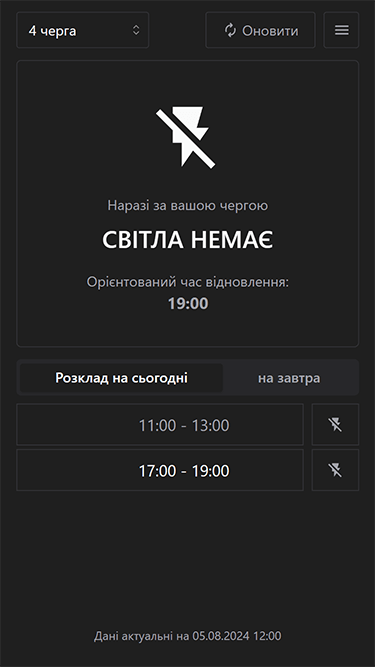 4 черга
Оновити
Наразі за вашою чергою
СВІТЛА НЕМАЄ
Орієнтований час відновлення:
19:00
Розклад на сьогодні
на завтра
11:00 - 13:00
17:00 - 19:00
Дані актуальні на 05.08.2024 12:00